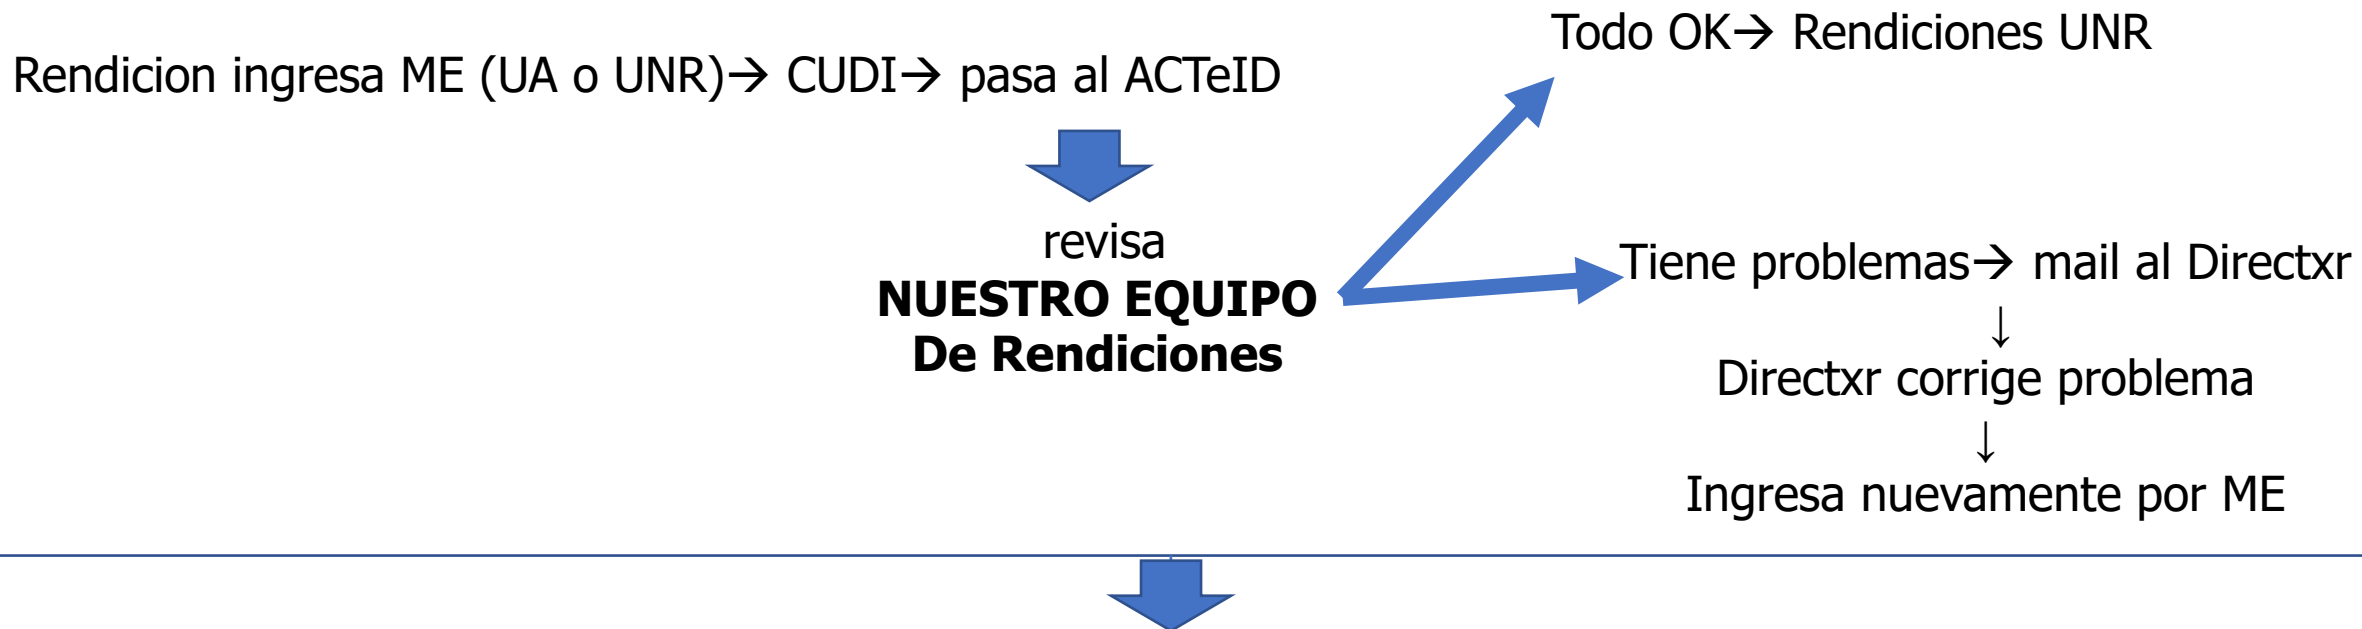 Rendicion ingresa ME (UA o UNR)→ CUDI→ pasa al ACTeID
revisa
NUESTRO EQUIPO
De Rendiciones
Todo OK→ Rendiciones UNR
Tiene problemas→ mail al Directxr
↓
Directxr corrige problema
↓
Ingresa nuevamente por ME